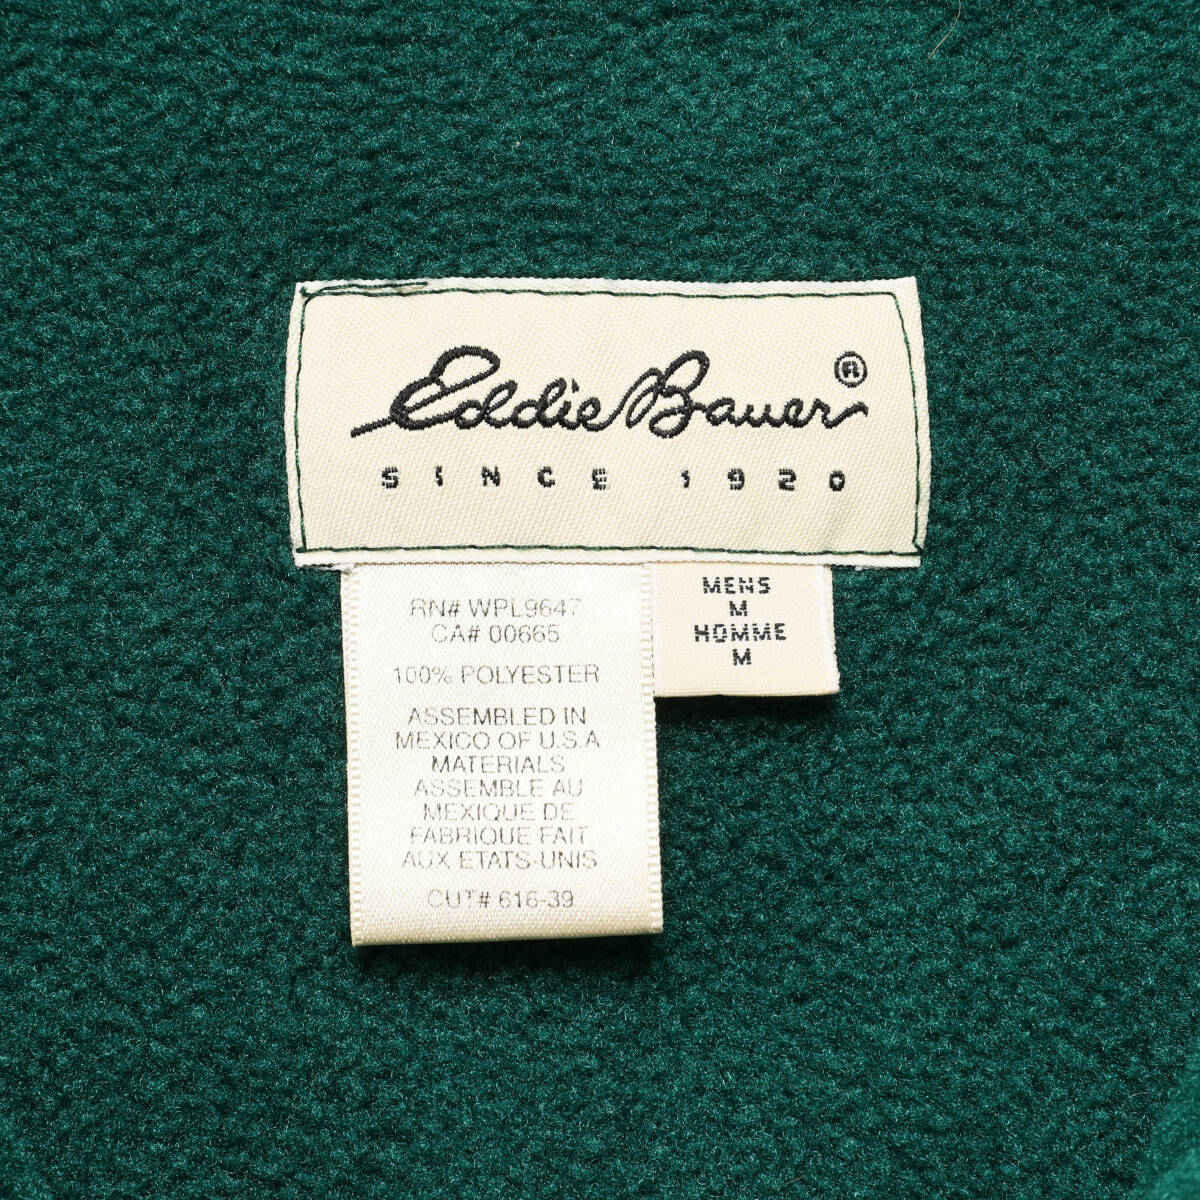 Eddie Bauer®
SINCE 1920
RN# WPL9647
CA# 00665
100% POLYESTER
ASSEMBLED IN
MEXICO OF U.S.A
MATERIALS
ASSEMBLE AU
MEXIQUE DE
FABRIQUE FAIT
AUX ETATS-UNIS
CUT# 616-39
MENS
M
HOMME
M